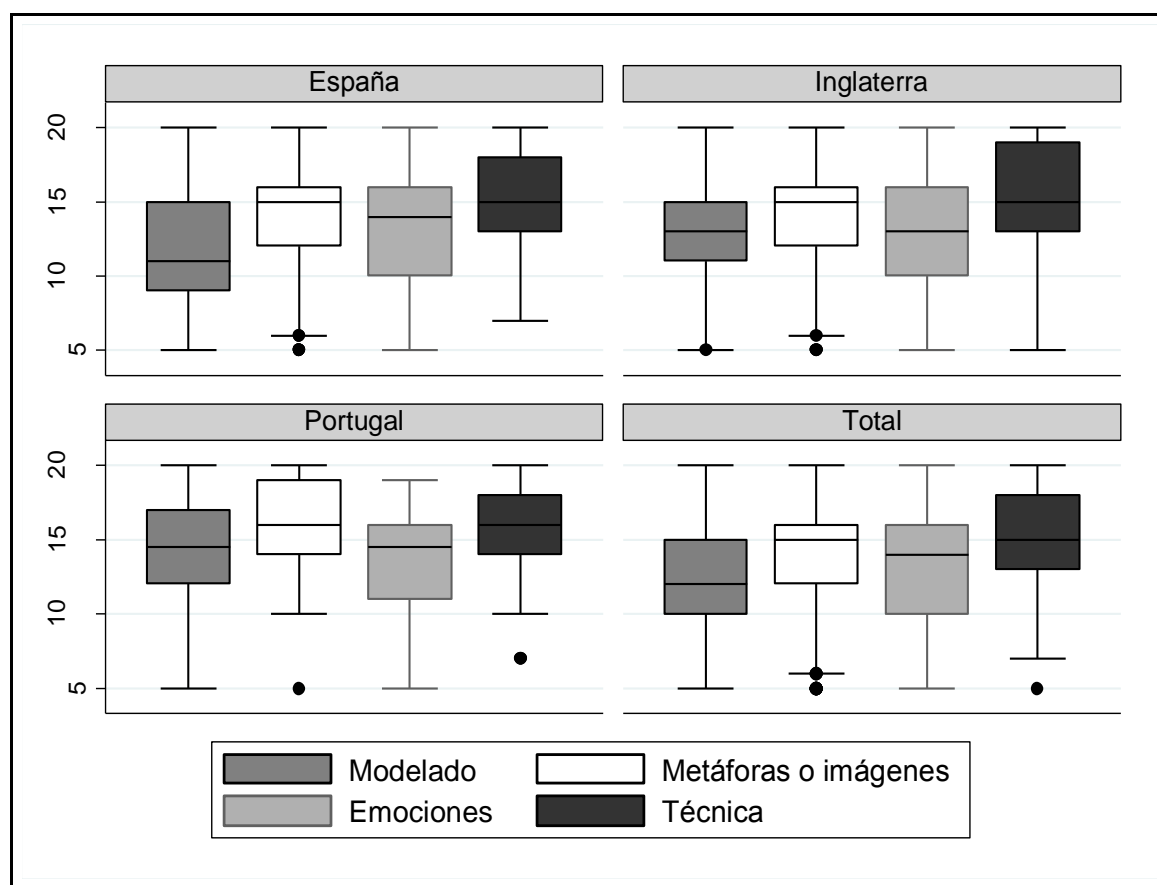 España
Inglaterra
20
15
10
5
Portugal
Total
20
15
10
5
Modelado
Metáforas o imágenes
Emociones
Técnica